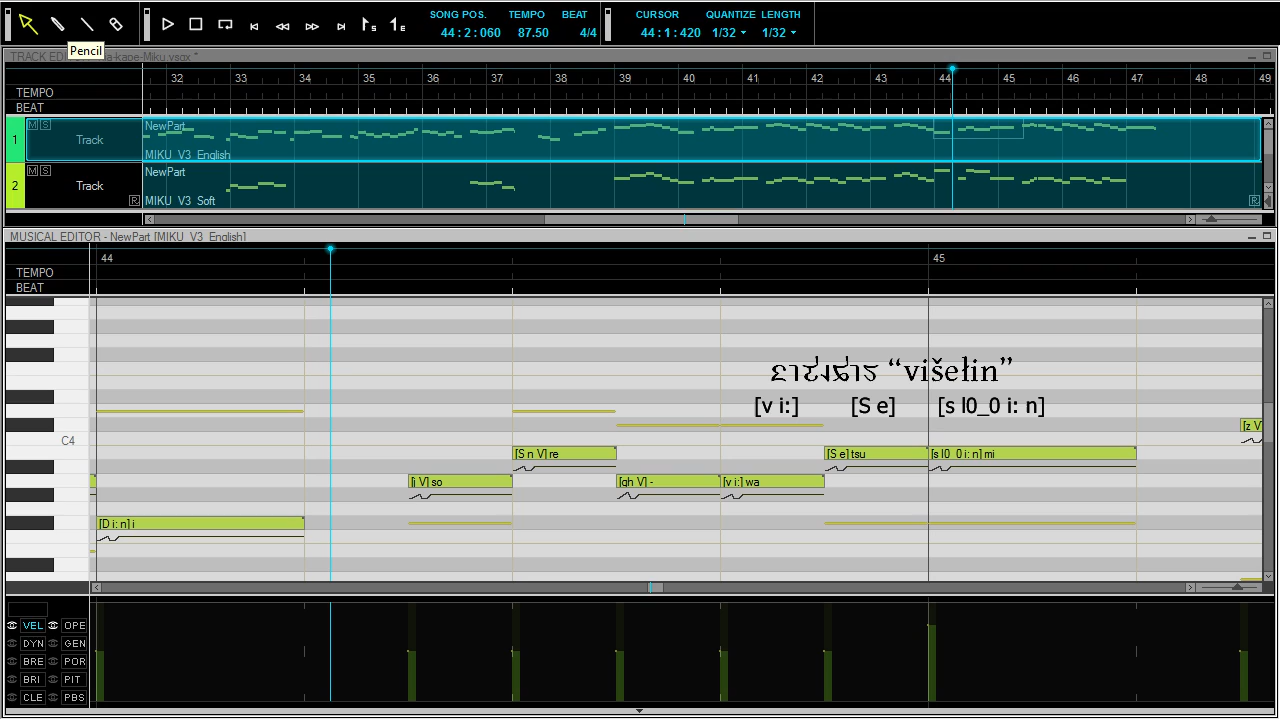 SONG POS. TEMPO BEAT CURSOR QUANTIZE LENGTH
44 : 2 : 060 87.50 4/4 44 : 1 : 420 1/32 1/32
Pencil
32 33 34 35 36 37 38 39 40 41 42 43 44 45 46 47 48 49
TEMPO
BEAT
1 M S Track NewPart
MIKU_V3_English
2 M S Track R NewPart
MIKU_V3_Soft R
MUSICAL EDITOR - NewPart [MIKU_V3_English]
44 45
TEMPO
BEAT
“višełin”
[v i:] [S e] [s l0_0 i: n]
C4
[z V
[S n V] re
[S e] tsu
[s l0_0 i: n] mi
[j V] so
[gh V] -
[v i:] wa
[D i: n] i
VEL OPE
DYN GEN
BRE POR
BRI PIT
CLE PBS